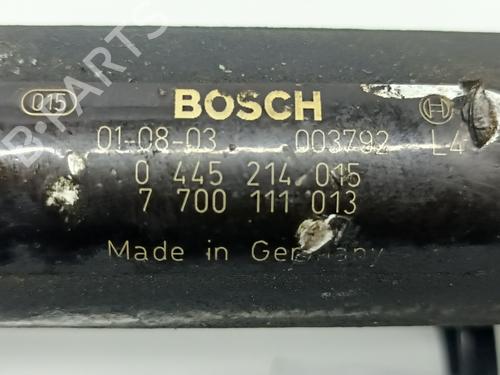 015 BOSCH
01-08-03 003792 L4
0 445 214 015
7 700 111 013
Made in Germany
B-PARTS